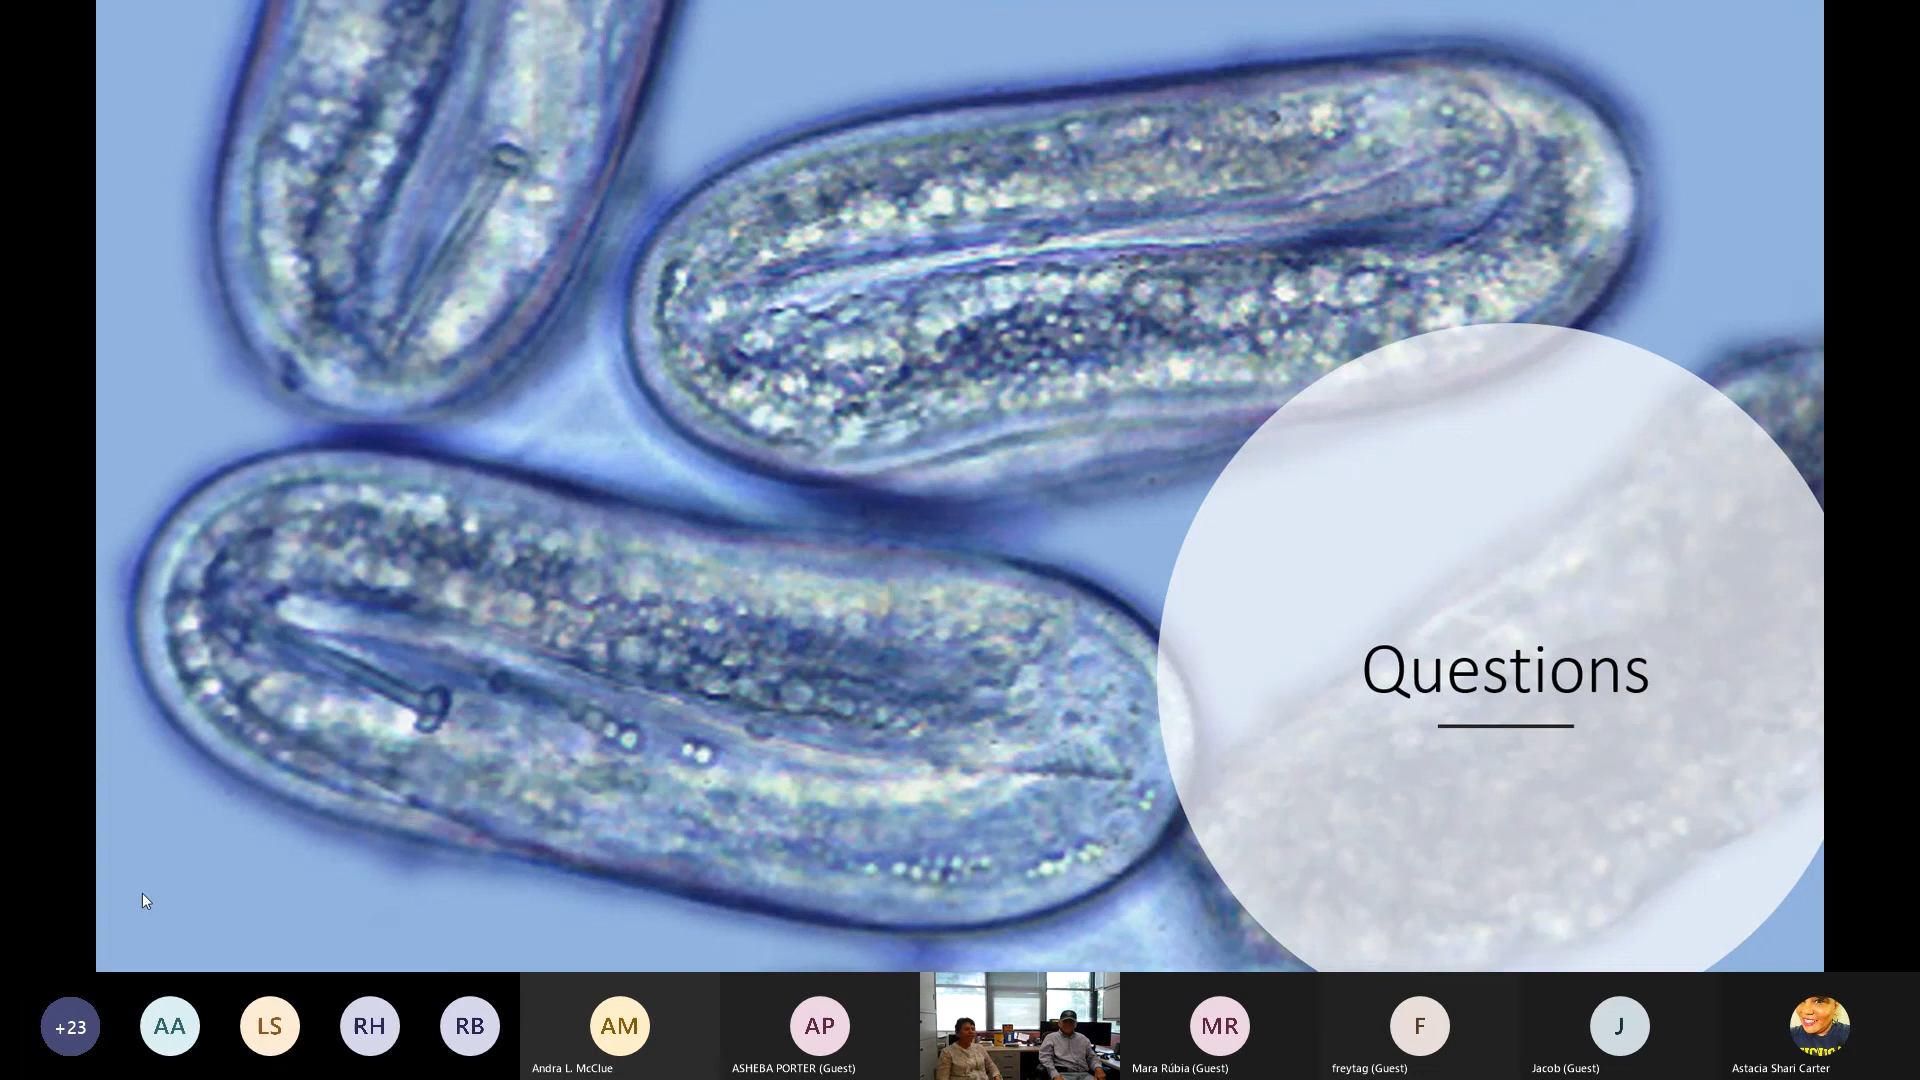 Questions
+23
AA
LS
RH
RB
AM
AP
MR
F
J
Andra L. McClue
ASHEBA PORTER (Guest)
Mara Rúbia (Guest)
freytag (Guest)
Jacob (Guest)
Astacia Shari Carter